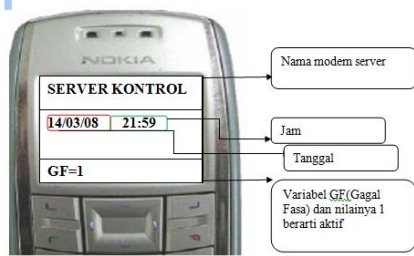 NOKIA
SERVER KONTROL
14/03/08 21:59
GF=1
Nama modem server
Jam
Tanggal
Variabel GF(Gagal
Fasa) dan nilainya 1
berarti aktif